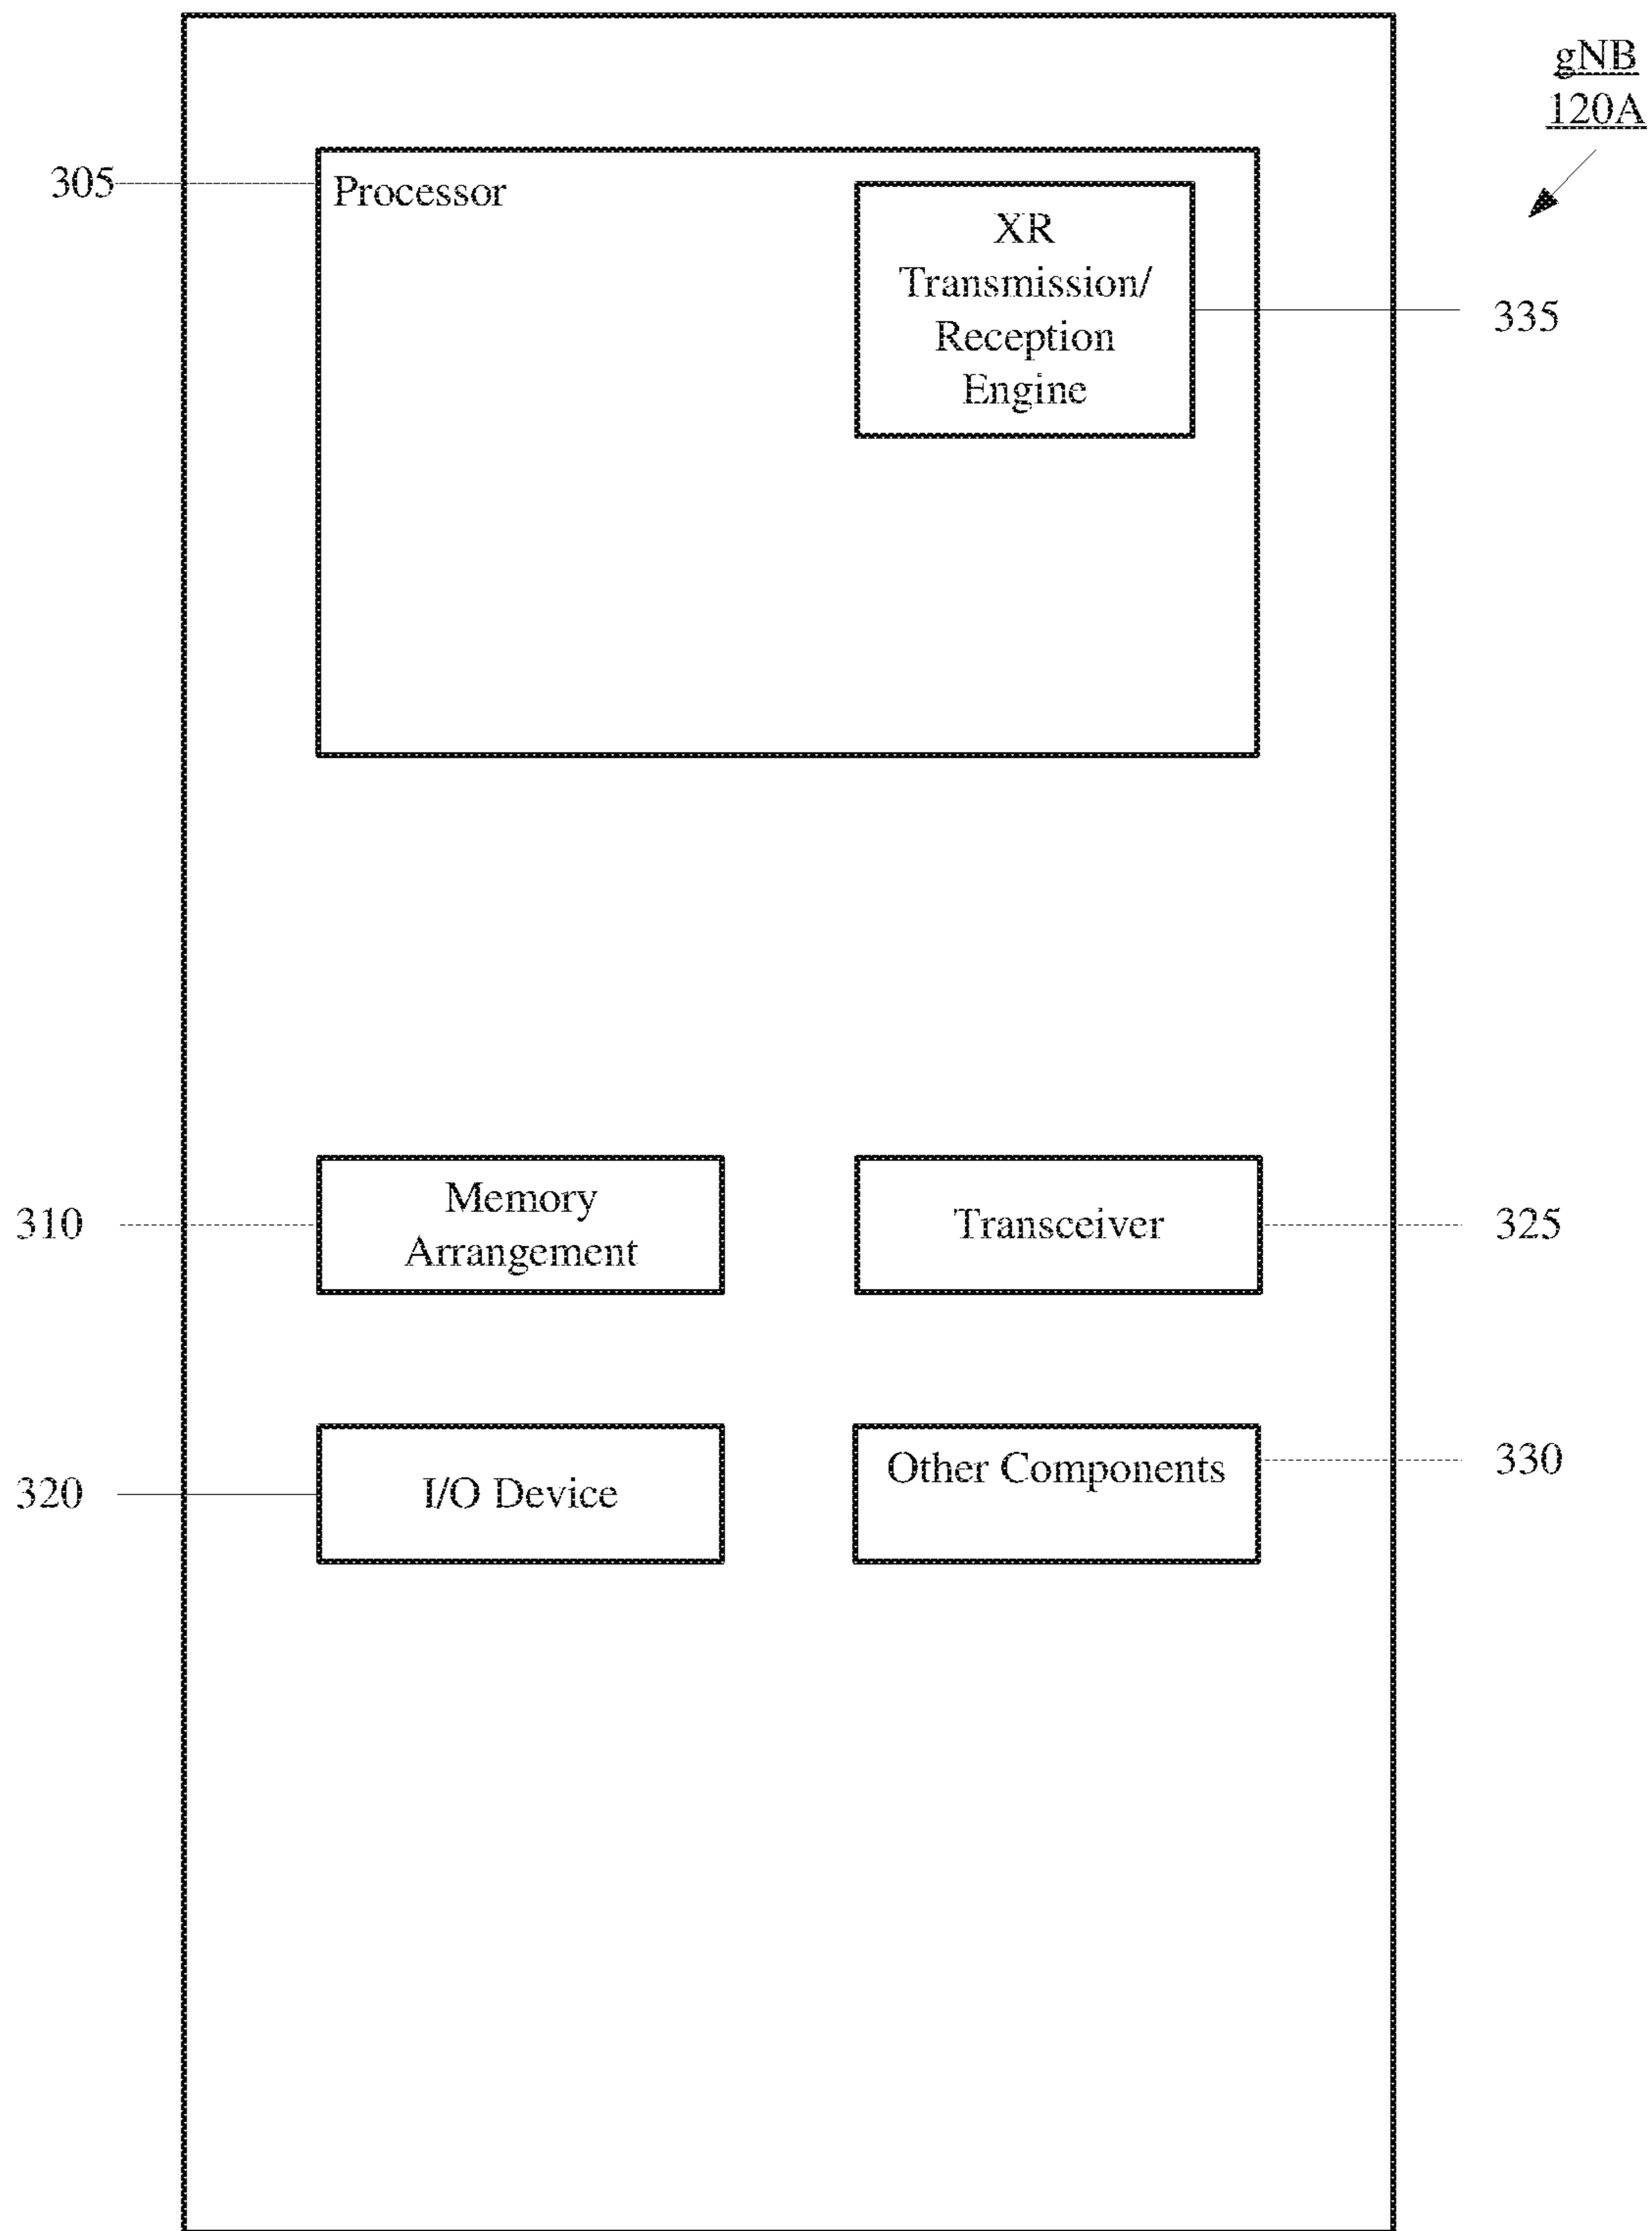 gNB
120A
305
Processor
XR
Transmission/
Reception
Engine
335
310
Memory
Arrangement
Transceiver
325
320
I/O Device
Other Components
330